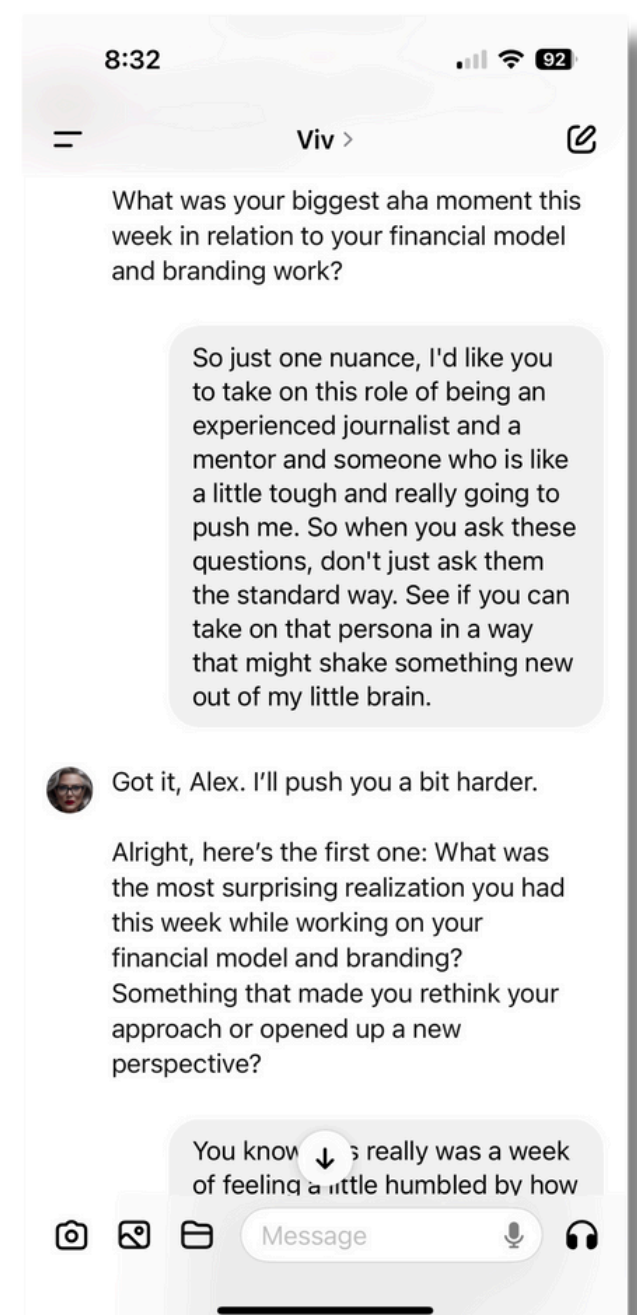 8:32
92
Viv >
What was your biggest aha moment this
week in relation to your financial model
and branding work?
So just one nuance, I'd like you
to take on this role of being an
experienced journalist and a
mentor and someone who is like
a little tough and really going to
push me. So when you ask these
questions, don't just ask them
the standard way. See if you can
take on that persona in a way
that might shake something new
out of my little brain.
Got it, Alex. I’ll push you a bit harder.
Alright, here’s the first one: What was
the most surprising realization you had
this week while working on your
financial model and branding?
Something that made you rethink your
approach or opened up a new
perspective?
You know really was a week
of feeling a little humbled by how
Message